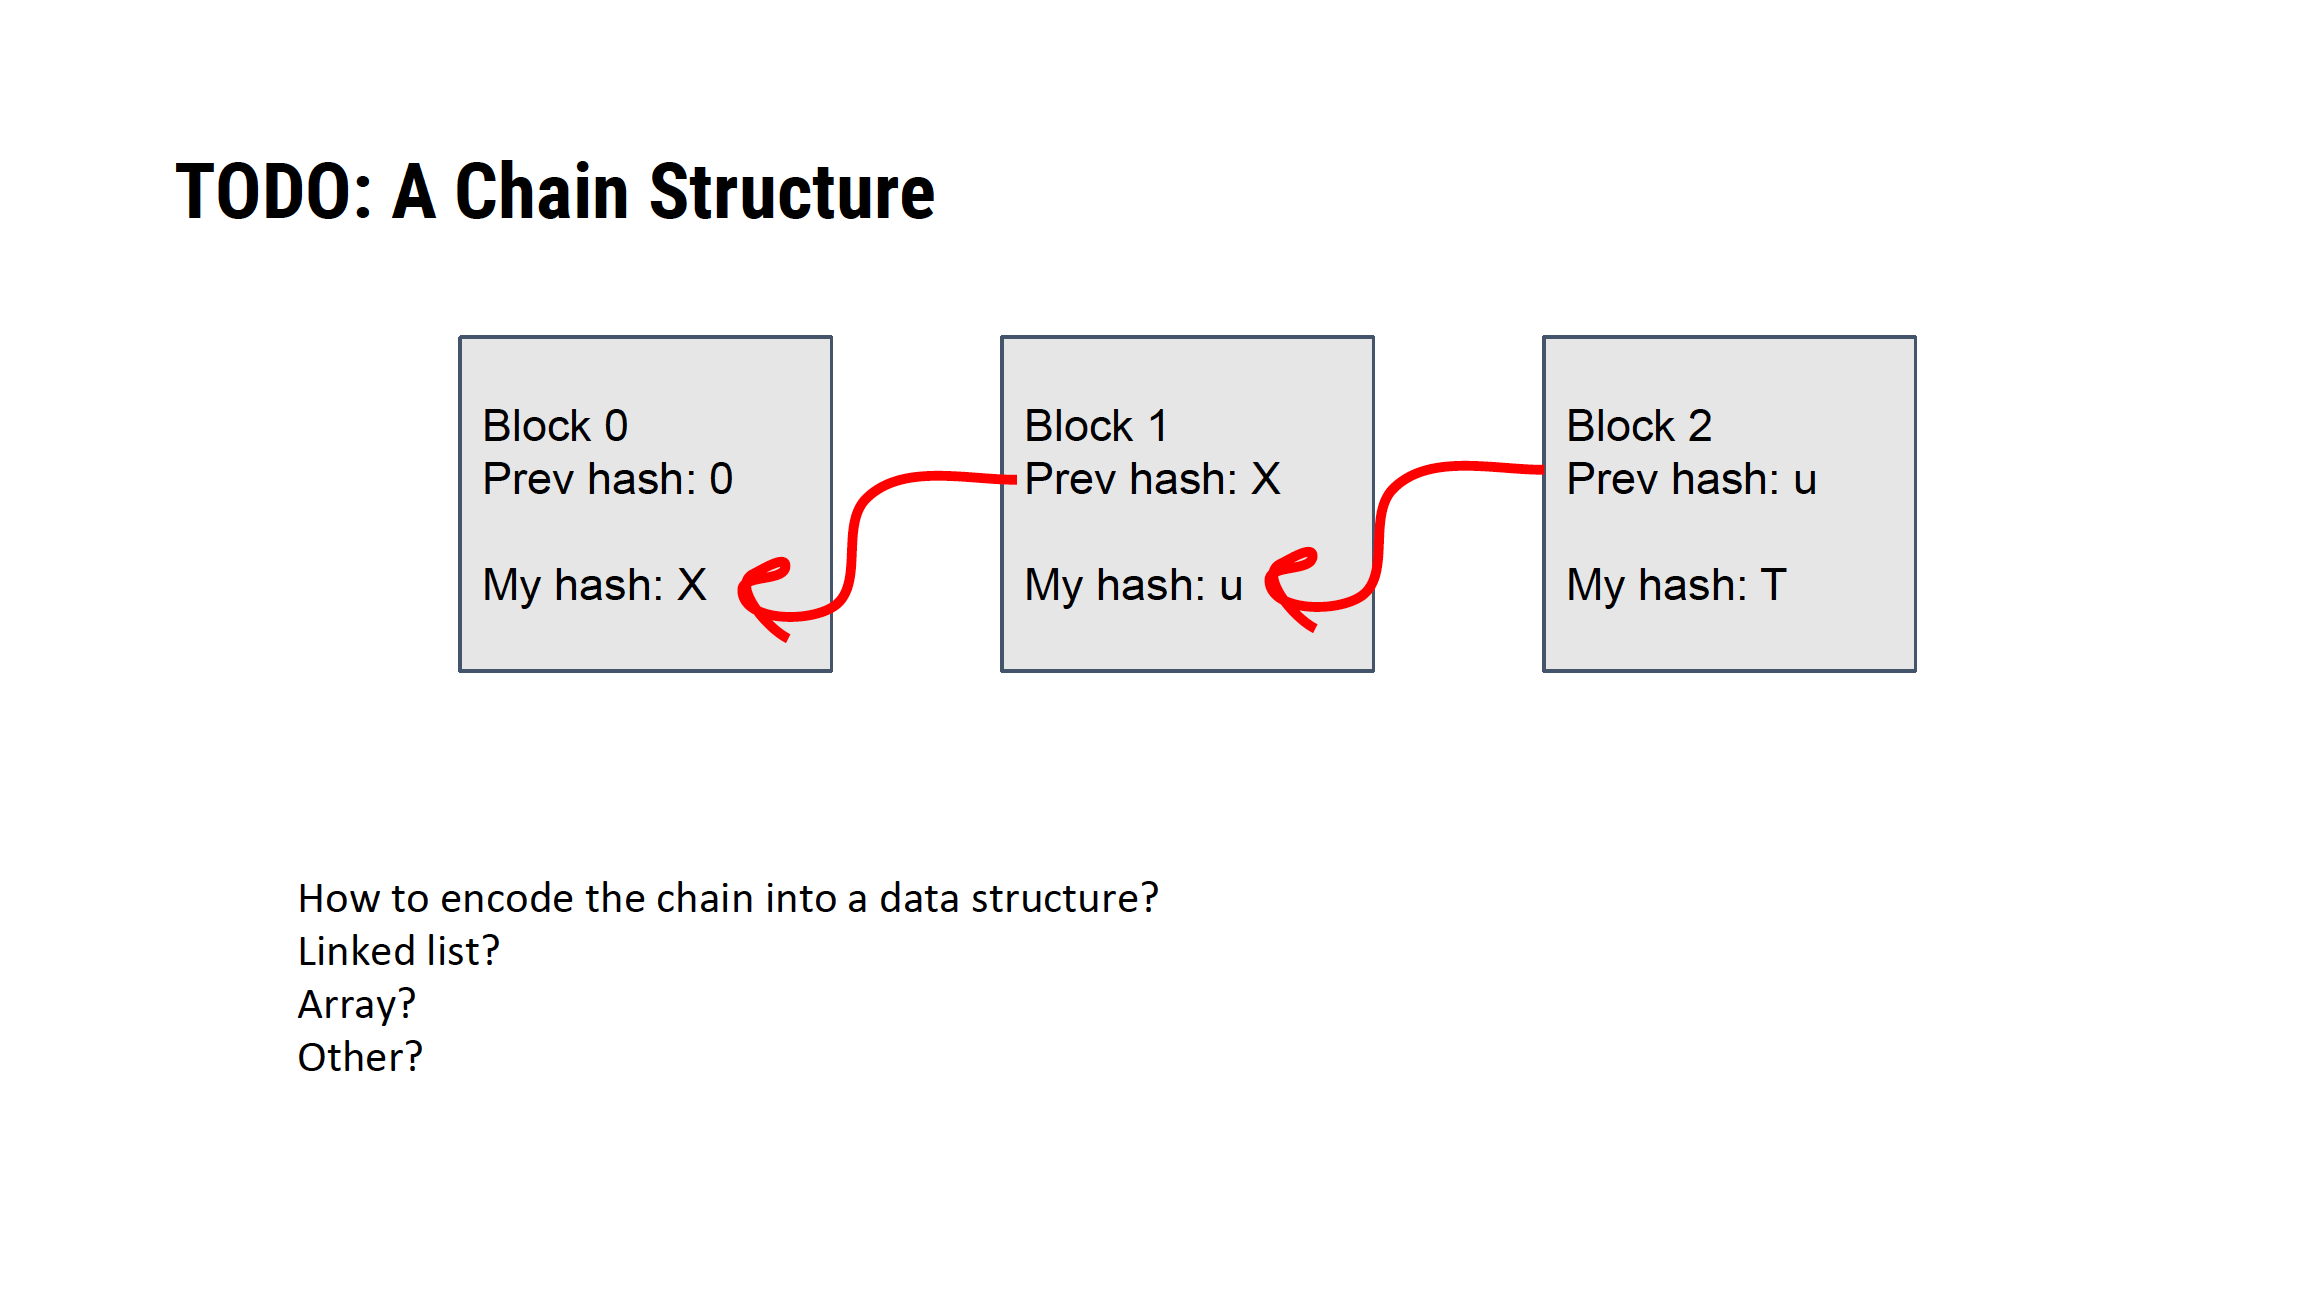 TODO: A Chain Structure
Block 0
Prev hash: 0
My hash: X
Block 1
Prev hash: X
My hash: u
Block 2
Prev hash: u
My hash: T
How to encode the chain into a data structure?
Linked list?
Array?
Other?